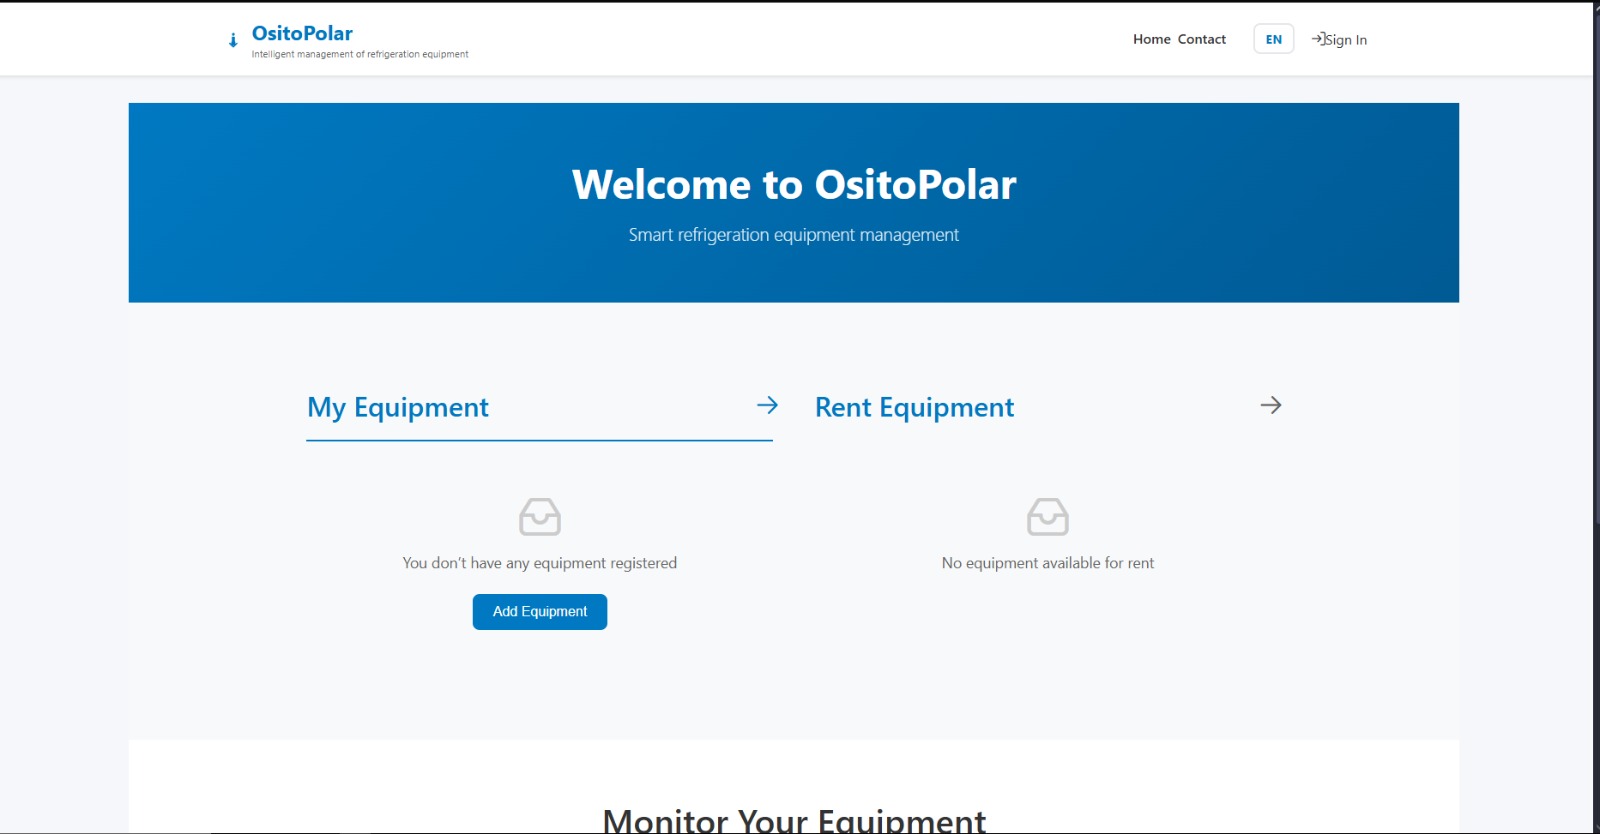 OsitoPolar
Intelligent management of refrigeration equipment
Home Contact
EN
Sign In
Welcome to OsitoPolar
Smart refrigeration equipment management
My Equipment
Rent Equipment
You don't have any equipment registered
No equipment available for rent
Add Equipment
Monitor Your Equipment